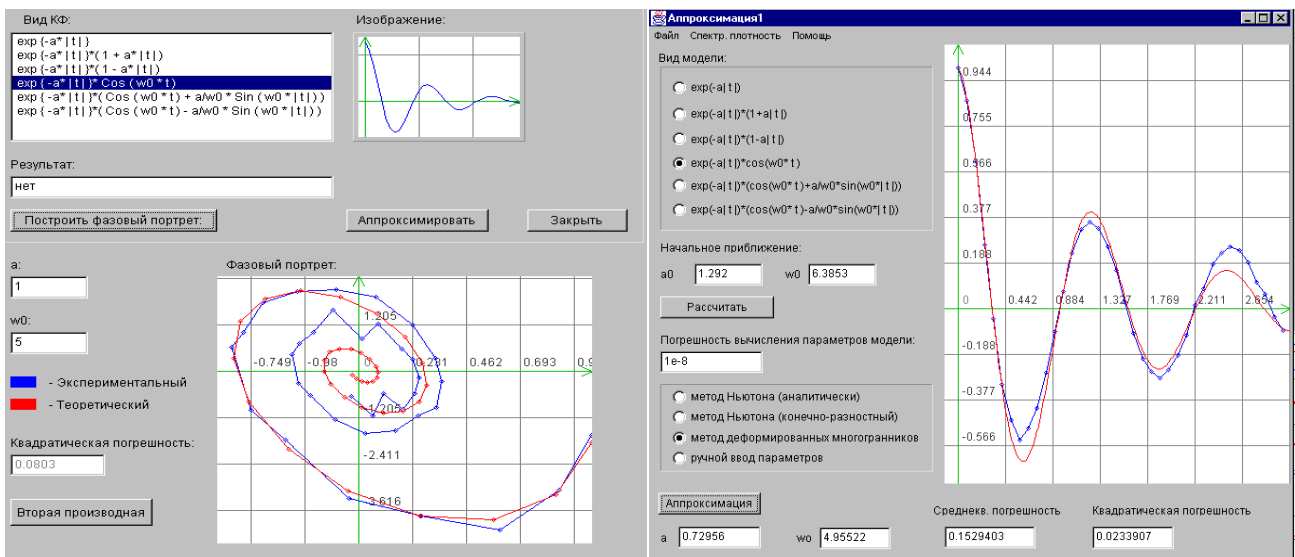 Вид КФ:
Изображение:
exp {-a* | t | }
exp {-a* | t | }*( 1 + a* | t | )
exp {-a* | t | }*( 1 - a* | t | )
exp { -a* | t | }* Cos ( w0 * t )
exp { -a* | t | }*( Cos ( w0 * t ) + a/w0 * Sin ( w0 * | t | ) )
exp { -a* | t | }*( Cos ( w0 * t ) - a/w0 * Sin ( w0 * | t | ) )
Результат:
нет
Построить фазовый портрет:
Аппроксимировать
Закрыть
a:
1
w0:
5
- Экспериментальный
- Теоретический
Квадратическая погрешность:
0.0803
Вторая производная
Фазовый портрет:
1.205
-0.749 -0.98 0 0.231 0.462 0.693
-1.205
-2.411
-3.616
Аппроксимация1
Файл Спектр. плотность Помощь
Вид модели:
exp(-a| t |)
exp(-a| t |)*(1+a| t |)
exp(-a| t |)*(1-a| t |)
exp(-a| t |)*cos(w0* t )
exp(-a| t |)*(cos(w0* t )+a/w0*sin(w0*| t |))
exp(-a| t |)*(cos(w0* t )-a/w0*sin(w0*| t |))
Начальное приближение:
a0 1.292 w0 6.3853
Рассчитать
Погрешность вычисления параметров модели:
1e-8
метод Ньютона (аналитически)
метод Ньютона (конечно-разностный)
метод деформированных многогранников
ручной ввод параметров
Аппроксимация
a 0.72956 wo 4.95522
0.944
0.755
0.566
0.377
0.188
0 0.442 0.884 1.327 1.769 2.211 2.654
-0.188
-0.377
-0.566
Среднекв. погрешность
Квадратическая погрешность
0.1529403
0.0233907